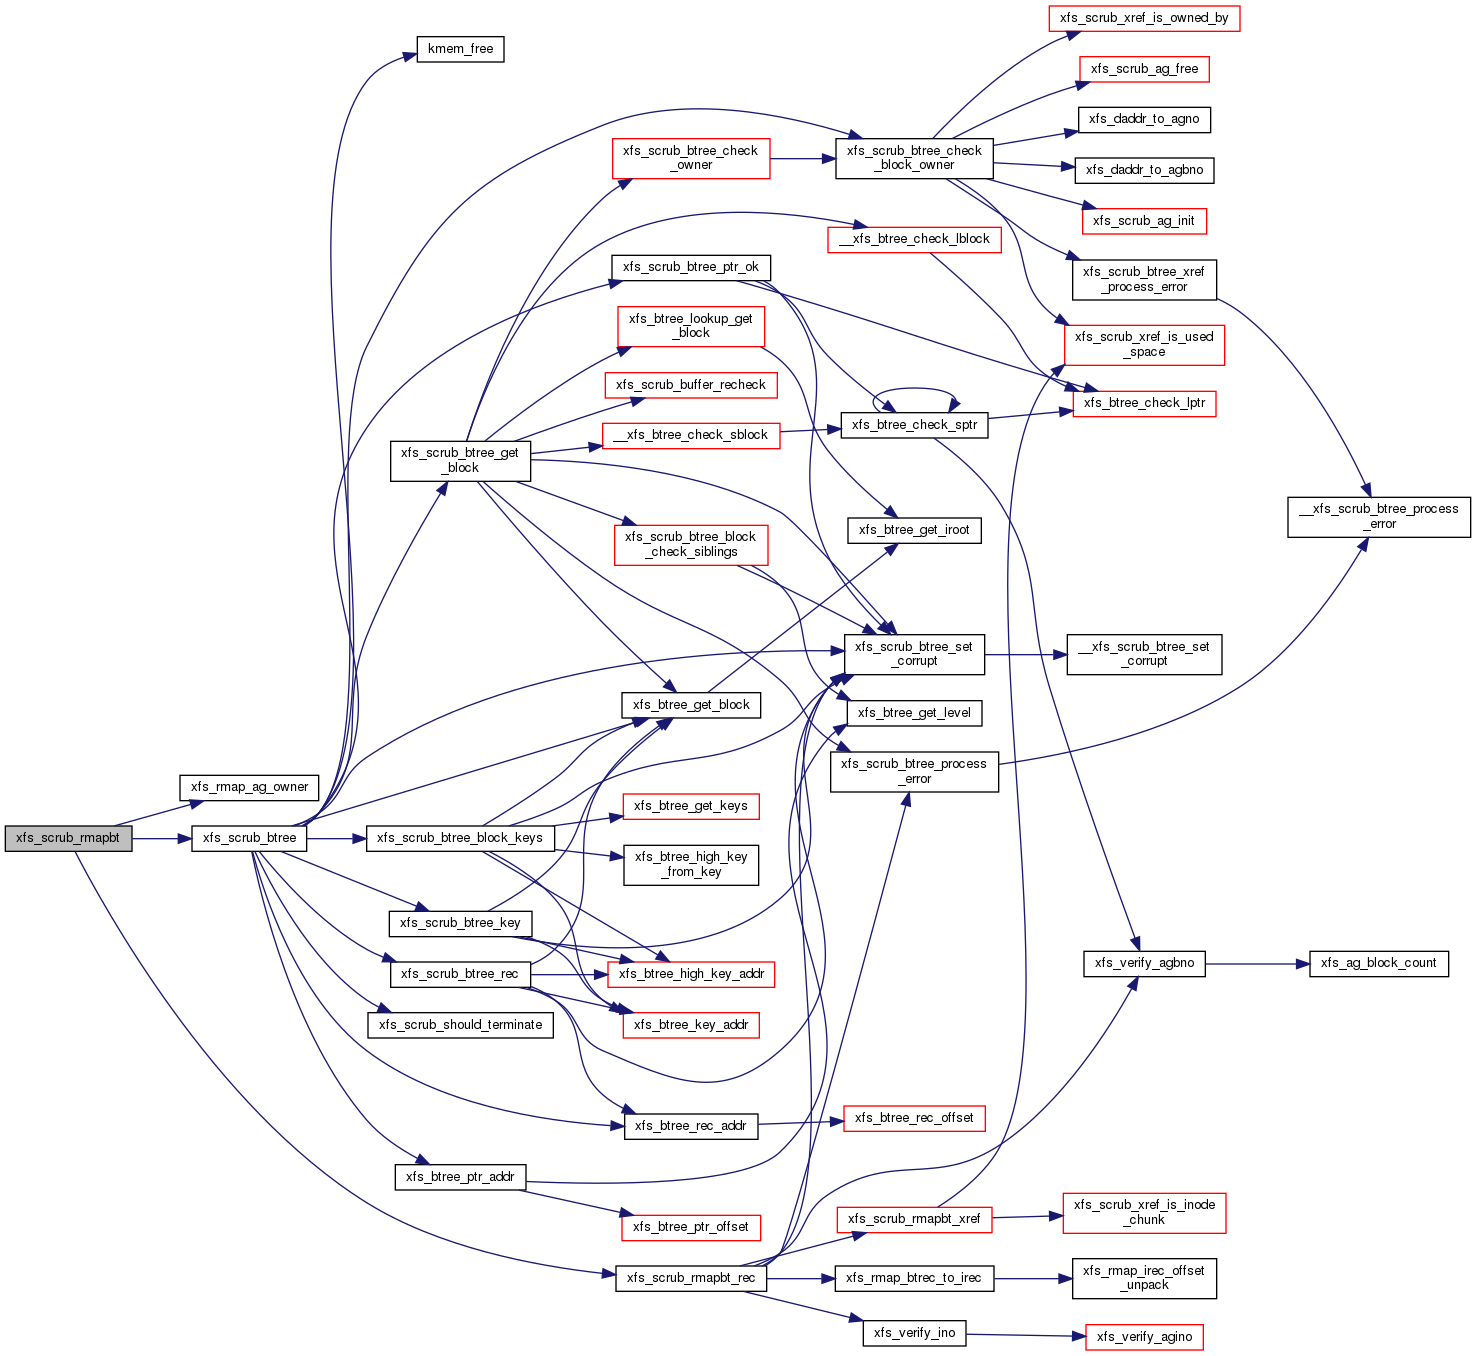 xfs_scrub_rmapbt
xfs_rmap_ag_owner
xfs_scrub_btree
kmem_free
xfs_scrub_btree_get
_block
xfs_scrub_btree_block_keys
xfs_scrub_btree_key
xfs_scrub_btree_rec
xfs_scrub_should_terminate
xfs_btree_ptr_addr
xfs_scrub_btree_check
_owner
xfs_scrub_btree_ptr_ok
xfs_btree_lookup_get
_block
xfs_scrub_buffer_recheck
__xfs_btree_check_sblock
xfs_scrub_btree_block
_check_siblings
xfs_btree_get_block
xfs_btree_get_keys
xfs_btree_high_key
_from_key
xfs_btree_high_key_addr
xfs_btree_key_addr
xfs_btree_rec_addr
xfs_btree_ptr_offset
xfs_scrub_rmapbt_rec
xfs_scrub_btree_check
_block_owner
__xfs_btree_check_lblock
xfs_btree_check_sptr
xfs_btree_get_iroot
xfs_scrub_btree_set
_corrupt
xfs_btree_get_level
xfs_scrub_btree_process
_error
xfs_btree_rec_offset
xfs_scrub_rmapbt_xref
xfs_rmap_btrec_to_irec
xfs_verify_ino
xfs_scrub_xref_is_owned_by
xfs_scrub_ag_free
xfs_daddr_to_agno
xfs_daddr_to_agbno
xfs_scrub_ag_init
xfs_scrub_btree_xref
_process_error
xfs_scrub_xref_is_used
_space
xfs_btree_check_lptr
__xfs_scrub_btree_set
_corrupt
xfs_verify_agbno
xfs_scrub_xref_is_inode
_chunk
xfs_rmap_irec_offset
_unpack
xfs_verify_agino
__xfs_scrub_btree_process
_error
xfs_ag_block_count